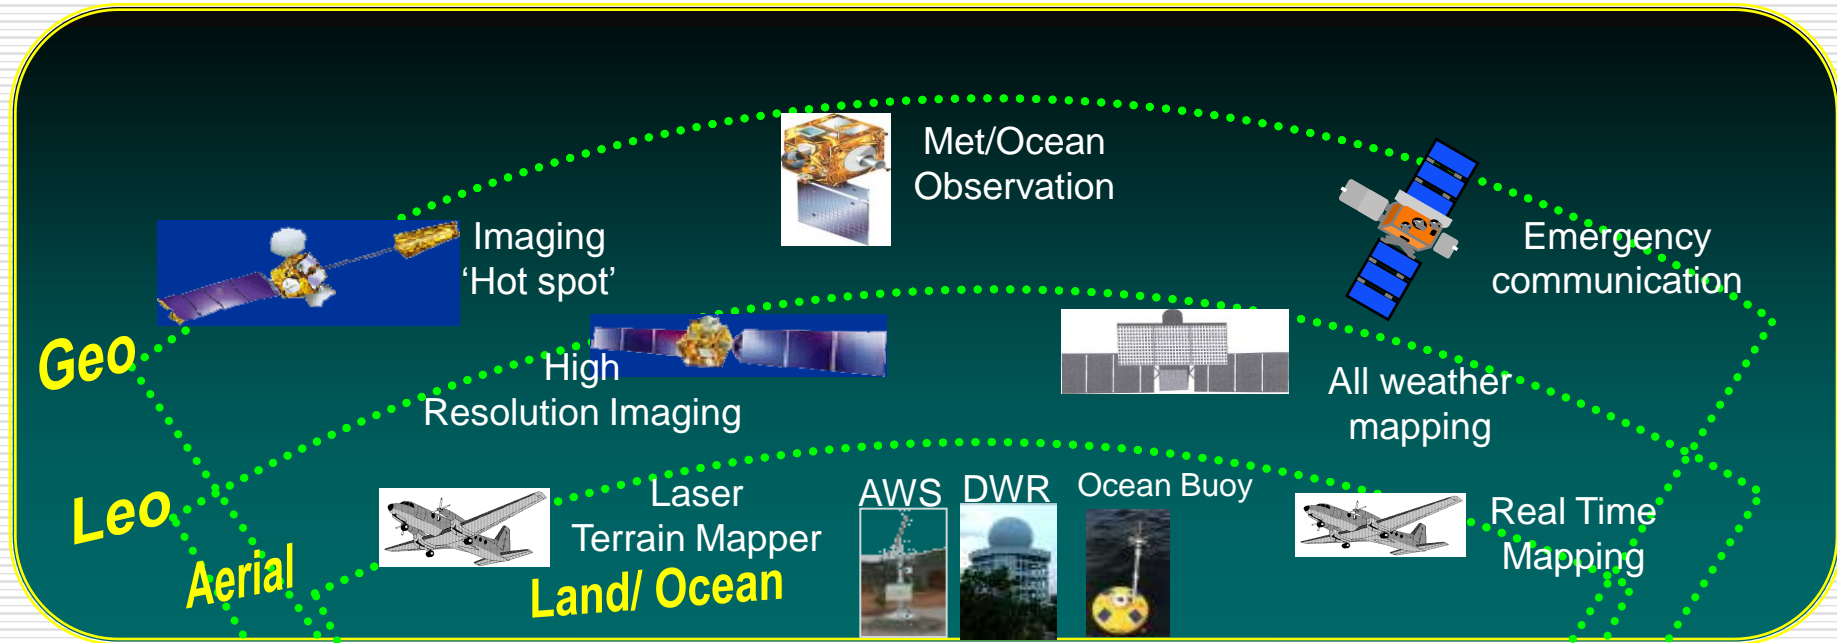 Met/Ocean
Observation
Imaging
‘Hot spot’
Emergency
communication
Geo
High
Resolution Imaging
All weather
mapping
Leo
Laser
Terrain Mapper
AWS
DWR
Ocean Buoy
Real Time
Mapping
Aerial
Land/ Ocean